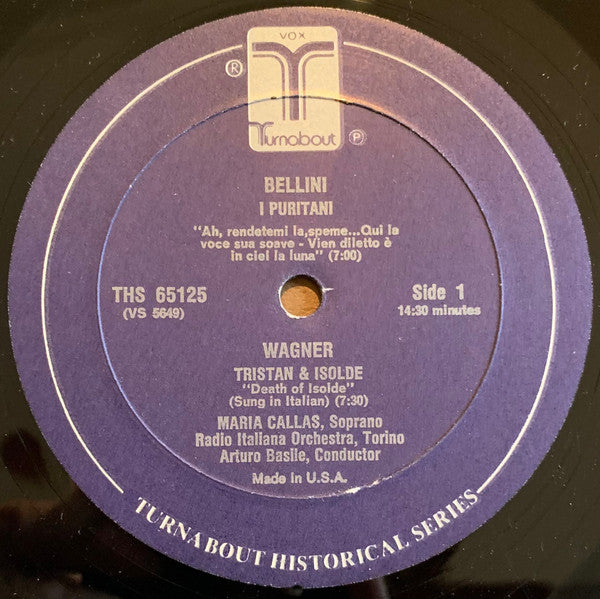 VOX
®
Turnabout
℗
BELLINI
I PURITANI
"Ah, rendetemi la,speme...Qui la
voce sua soave - Vien diletto è
in ciel la luna" (7:00)
THS 65125
(VS 5649)
Side 1
14:30 minutes
WAGNER
TRISTAN & ISOLDE
"Death of Isolde"
(Sung in Italian) (7:30)
MARIA CALLAS, Soprano
Radio Italiana Orchestra, Torino
Arturo Basile, Conductor
Made in U.S.A.
TURNABOUT HISTORICAL SERIES